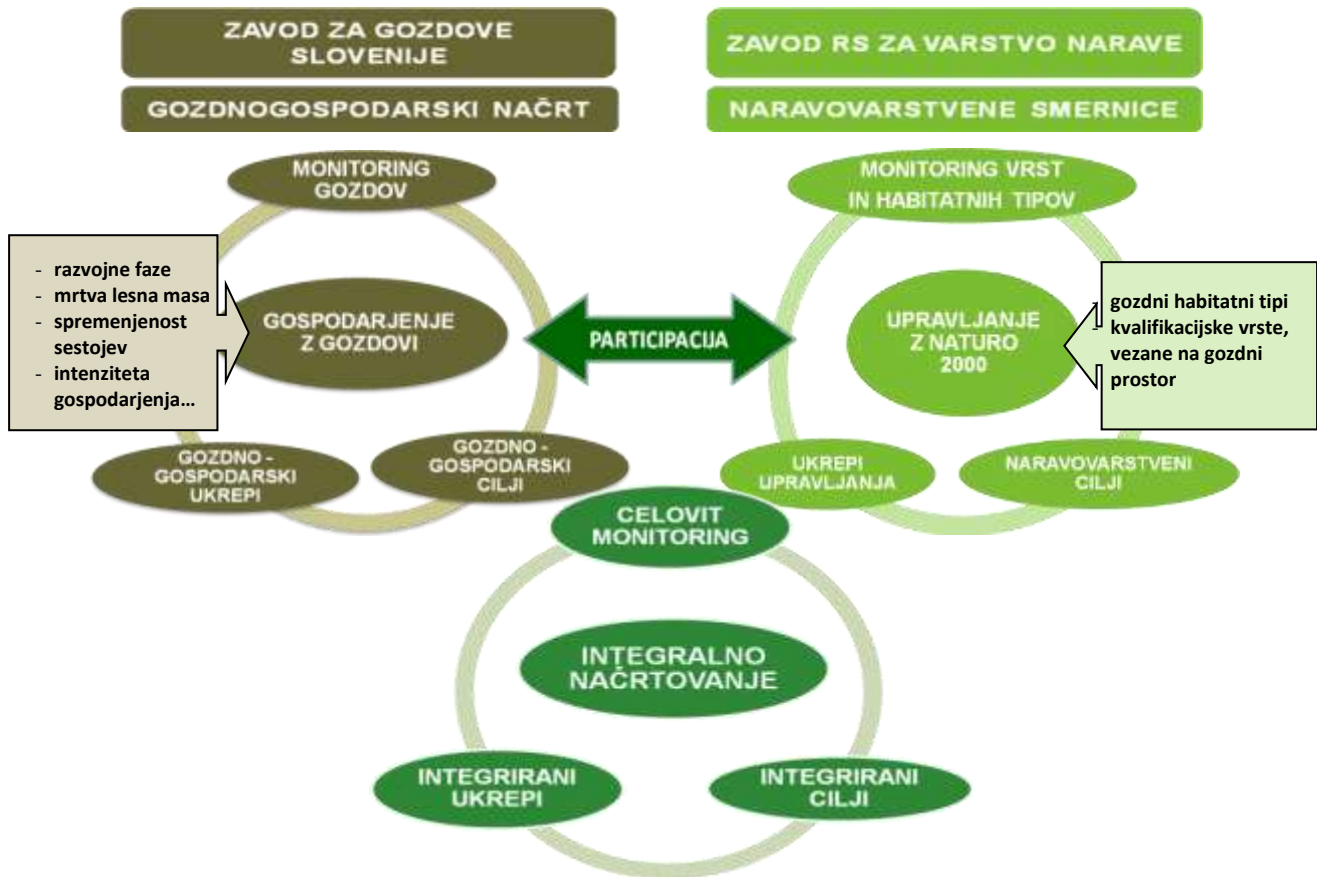 ZAVOD ZA GOZDOVE
SLOVENIJE
GOZDNOGOSPODARSKI NAČRT
ZAVOD RS ZA VARSTVO NARAVE
NARAVOVARSTVENE SMERNICE
MONITORING
GOZDOV
- razvojne faze
- mrtva lesna masa
- spremenjenost
sestojev
- intenziteta
gospodarjenja...
GOSPODARJENJE
Z GOZDOVI
GOZDNO -
GOSPODARSKI
UKREPI
GOZDNO -
GOSPODARSKI
CILJI
PARTICIPACIJA
MONITORING VRST
IN HABITATNIH TIPOV
UPRAVLJANJE
Z NATURO
2000
- gozdni habitatni tipi
- kvalifikacijske vrste,
vezane na gozdni
prostor
UKREPI
UPRAVLJANJA
NARAVOVARSTVENI
CILJI
CELOVIT
MONITORING
INTEGRALNO
NAČRTOVANJE
INTEGRIRANI
UKREPI
INTEGRIRANI
CILJI